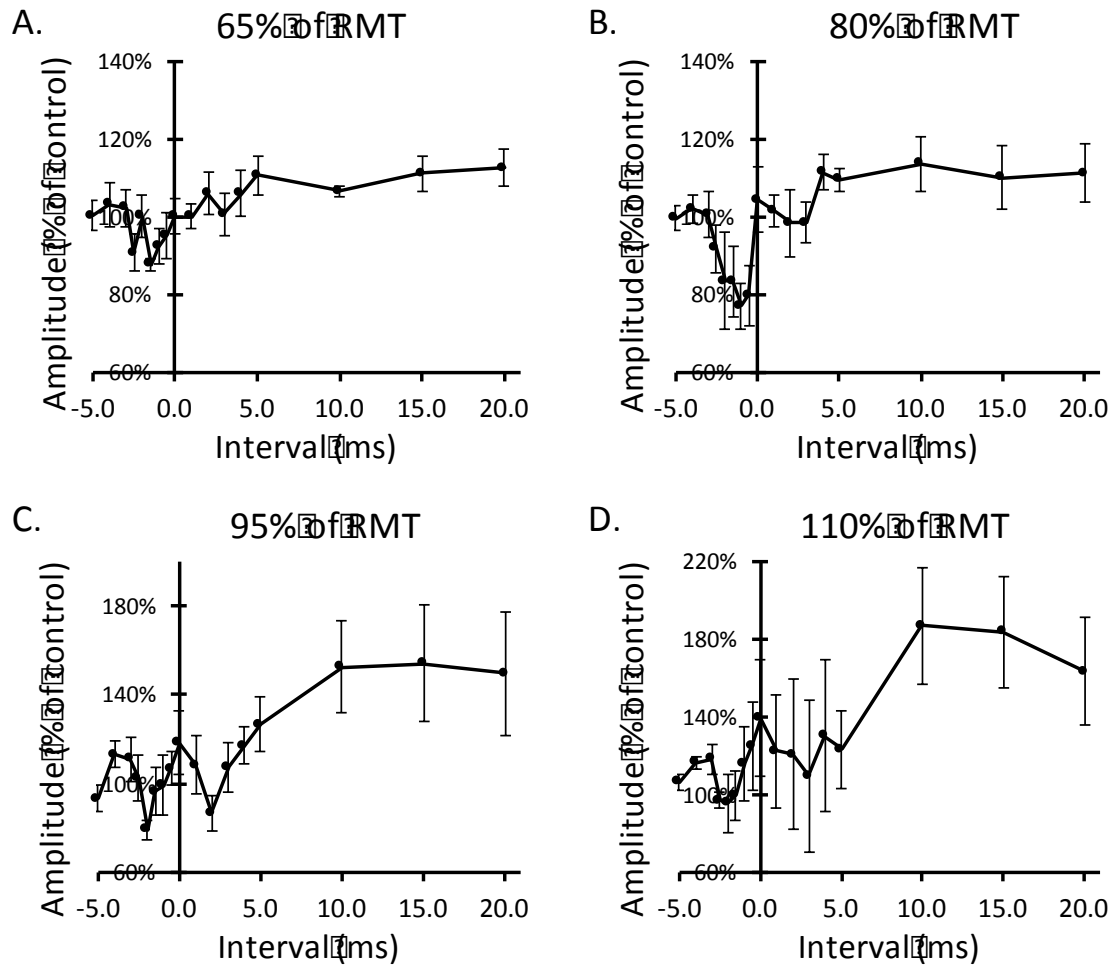 A.
65% of RMT
140%
120%
100%
80%
60%
Amplitude (% of control)
-5.0 0.0 5.0 10.0 15.0 20.0
Interval (ms)
B.
80% of RMT
140%
120%
100%
80%
60%
Amplitude (% of control)
-5.0 0.0 5.0 10.0 15.0 20.0
Interval (ms)
C.
95% of RMT
180%
140%
100%
60%
Amplitude (% of control)
-5.0 0.0 5.0 10.0 15.0 20.0
Interval (ms)
D.
110% of RMT
220%
180%
140%
100%
60%
Amplitude (% of control)
-5.0 0.0 5.0 10.0 15.0 20.0
Interval (ms)